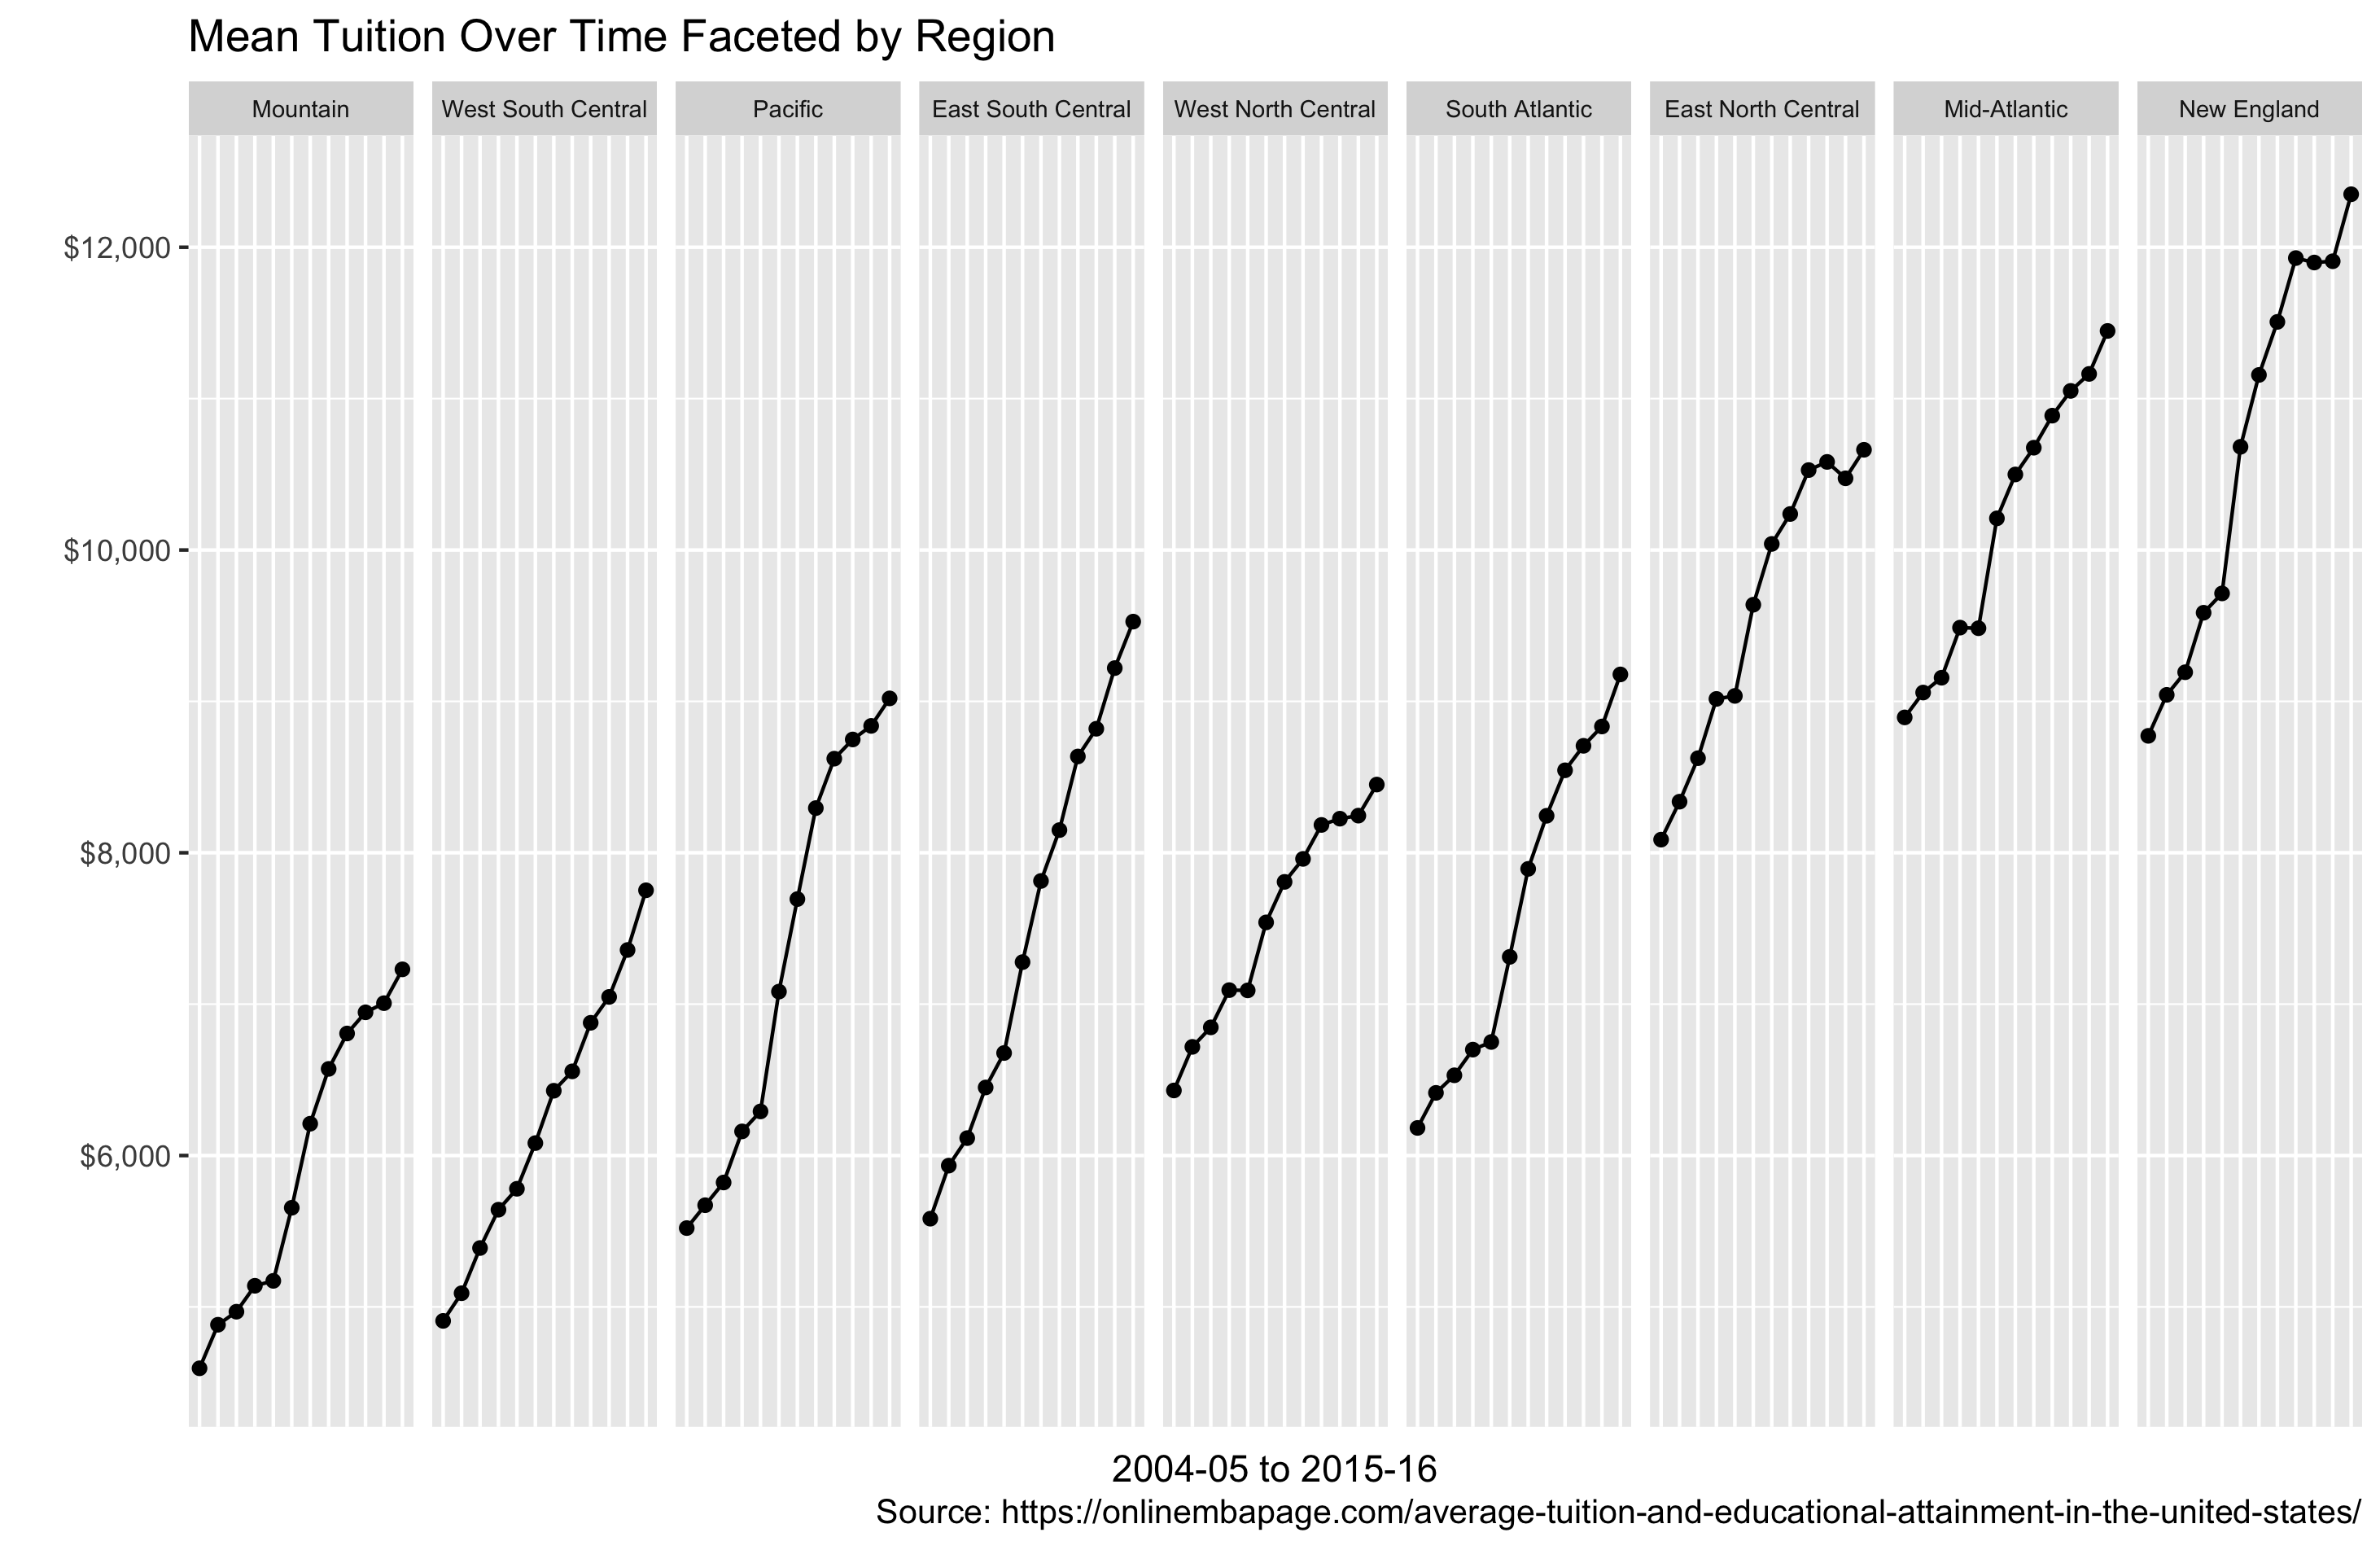 Mean Tuition Over Time Faceted by Region
Mountain
West South Central
Pacific
East South Central
West North Central
South Atlantic
East North Central
Mid-Atlantic
New England
$12,000
$10,000
$8,000
$6,000
2004-05 to 2015-16
Source: https://onlinembapage.com/average-tuition-and-educational-attainment-in-the-united-states/